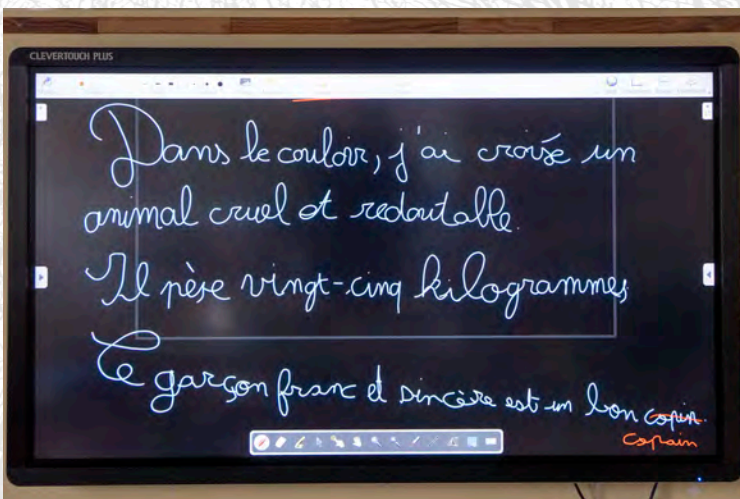 CLEVERTOUCH PLUS
Dans le couloir, j'ai croisé un
animal cruel et redoutable.
Il pèse vingt-cinq kilogrammes
Ce garçon franc et sincère est un bon copin.
copain